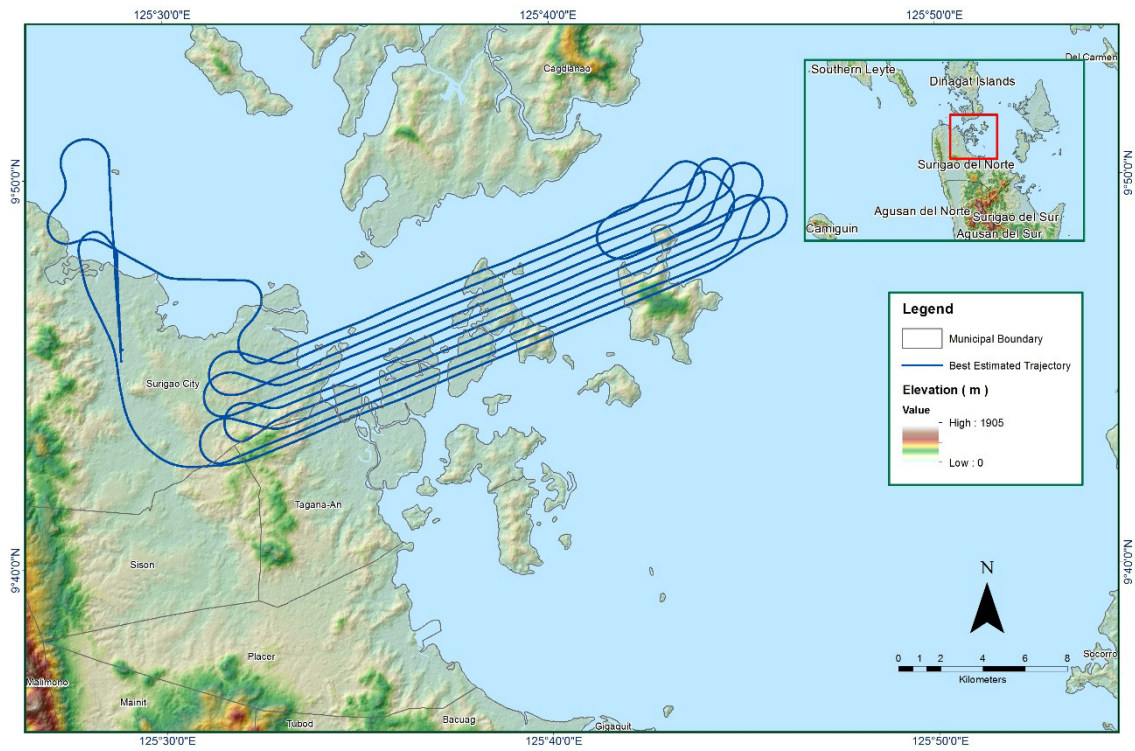 125°30'0"E
125°40'0"E
125°50'0"E
Cagdianao
Del Carmen
Southern Leyte
Dinagat Islands
Surigao del Norte
Agusan del Norte
Surigao del Sur
Camiguin
Agusan del Sur
9°50'0"N
9°50'0"N
Legend
Municipal Boundary
Best Estimated Trajectory
Elevation ( m )
Value
High : 1905
Low : 0
Surigao City
Tagana-An
Sison
9°40'0"N
9°40'0"N
N
0 1 2 4 6 8
Kilometers
Socorro
Placer
Malimono
Mainit
Tubod
Bacuag
Gigaquit
125°30'0"E
125°40'0"E
125°50'0"E